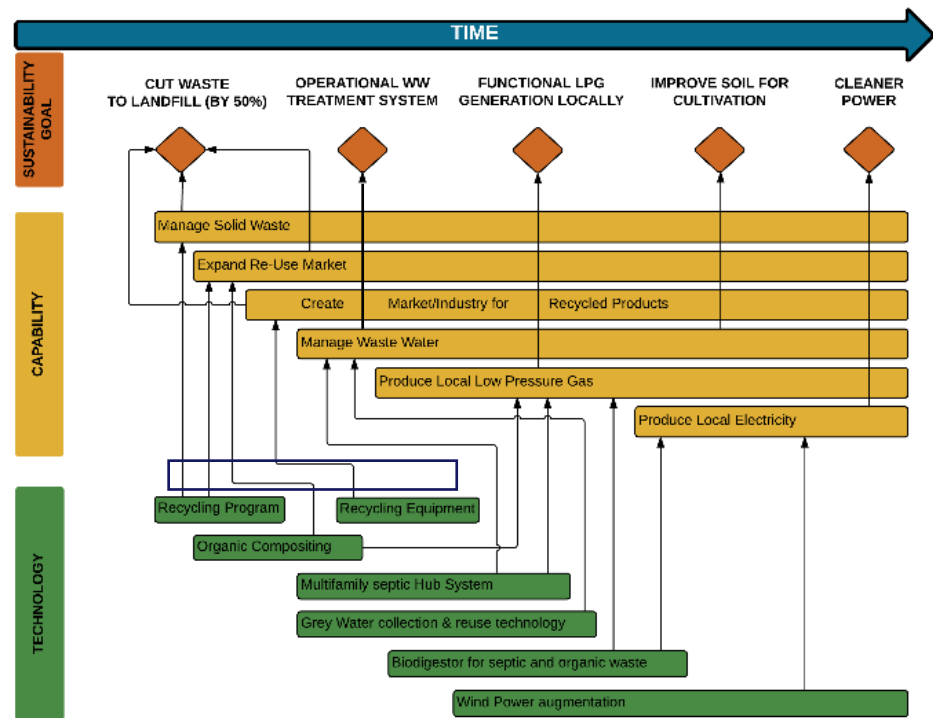 TIME
SUSTAINABILITY
GOAL
CUT WASTE
TO LANDFILL (BY 50%)
OPERATIONAL WW
TREATMENT SYSTEM
FUNCTIONAL LPG
GENERATION LOCALLY
IMPROVE SOIL FOR
CULTIVATION
CLEANER
POWER
CAPABILITY
Manage Solid Waste
Expand Re-Use Market
Create Market/Industry for Recycled Products
Manage Waste Water
Produce Local Low Pressure Gas
Produce Local Electricity
TECHNOLOGY
Recycling Program
Recycling Equipment
Organic Compositing
Multifamily septic Hub System
Grey Water collection & reuse technology
Biodigestor for septic and organic waste
Wind Power augmentation